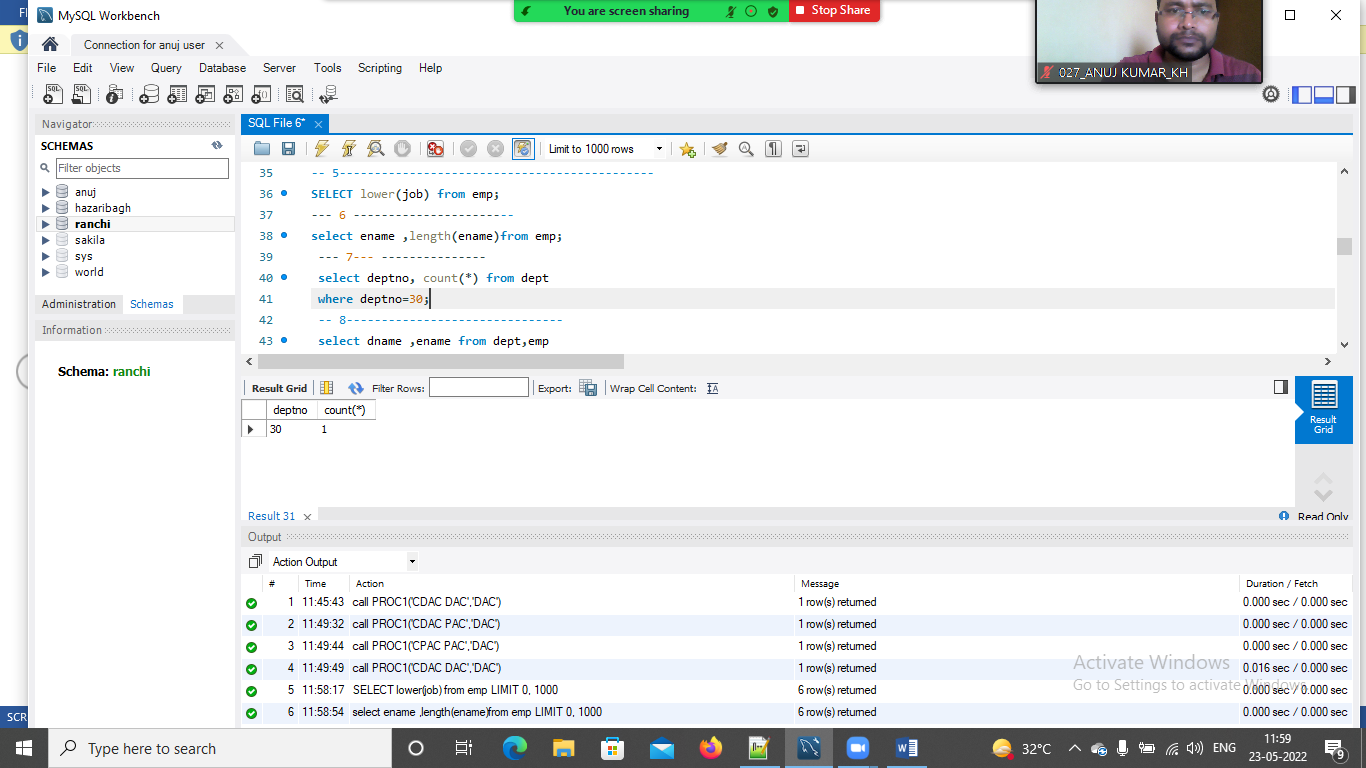 FI
MySQL Workbench
You are screen sharing
Stop Share
Connection for anuj user
027_ANUJ KUMAR_KH
File Edit View Query Database Server Tools Scripting Help
Navigator
SQL File 6*
SCHEMAS
Filter objects
Limit to 1000 rows
anuj
hazaribagh
ranchi
sakila
sys
world
35 -- 5---------------------------------------------
36 SELECT lower(job) from emp;
37 --- 6 -----------------------
38 select ename ,length(ename)from emp;
39 --- 7--- ---------------
40 select deptno, count(*) from dept
41 where deptno=30;
42 -- 8-------------------------------
43 select dname ,ename from dept,emp
Administration Schemas
Information
Schema: ranchi
Result Grid Filter Rows: Export: Wrap Cell Content:
deptno count(*)
30 1
Result Grid
Result 31
Read Only
Output
Action Output
# Time Action Message Duration / Fetch
1 11:45:43 call PROC1('CDAC DAC','DAC') 1 row(s) returned 0.000 sec / 0.000 sec
2 11:49:32 call PROC1('CDAC PAC','DAC') 1 row(s) returned 0.000 sec / 0.000 sec
3 11:49:44 call PROC1('CPAC PAC','DAC') 1 row(s) returned 0.000 sec / 0.000 sec
4 11:49:49 call PROC1('CDAC DAC','DAC') 1 row(s) returned 0.016 sec / 0.000 sec
5 11:58:17 SELECT lower(job) from emp LIMIT 0, 1000 6 row(s) returned 0.000 sec / 0.000 sec
6 11:58:54 select ename ,length(ename)from emp LIMIT 0, 1000 6 row(s) returned 0.000 sec / 0.000 sec
Activate Windows
Go to Settings to activate Windows.
SCR
Type here to search
32°C
ENG
11:59
23-05-2022
9